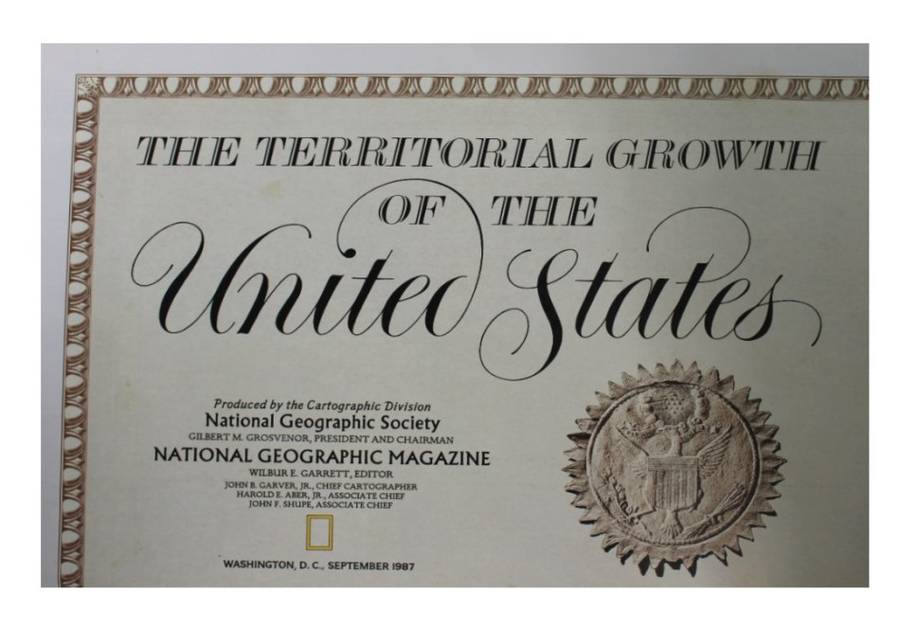 THE TERRITORIAL GROWTH
OF THE
United States
Produced by the Cartographic Division
National Geographic Society
GILBERT M. GROSVENOR, PRESIDENT AND CHAIRMAN
NATIONAL GEOGRAPHIC MAGAZINE
WILBUR E. GARRETT, EDITOR
JOHN B. GARVER, JR., CHIEF CARTOGRAPHER
HAROLD E. ABER, JR., ASSOCIATE CHIEF
JOHN F. SHUPE, ASSOCIATE CHIEF
WASHINGTON, D. C., SEPTEMBER 1987